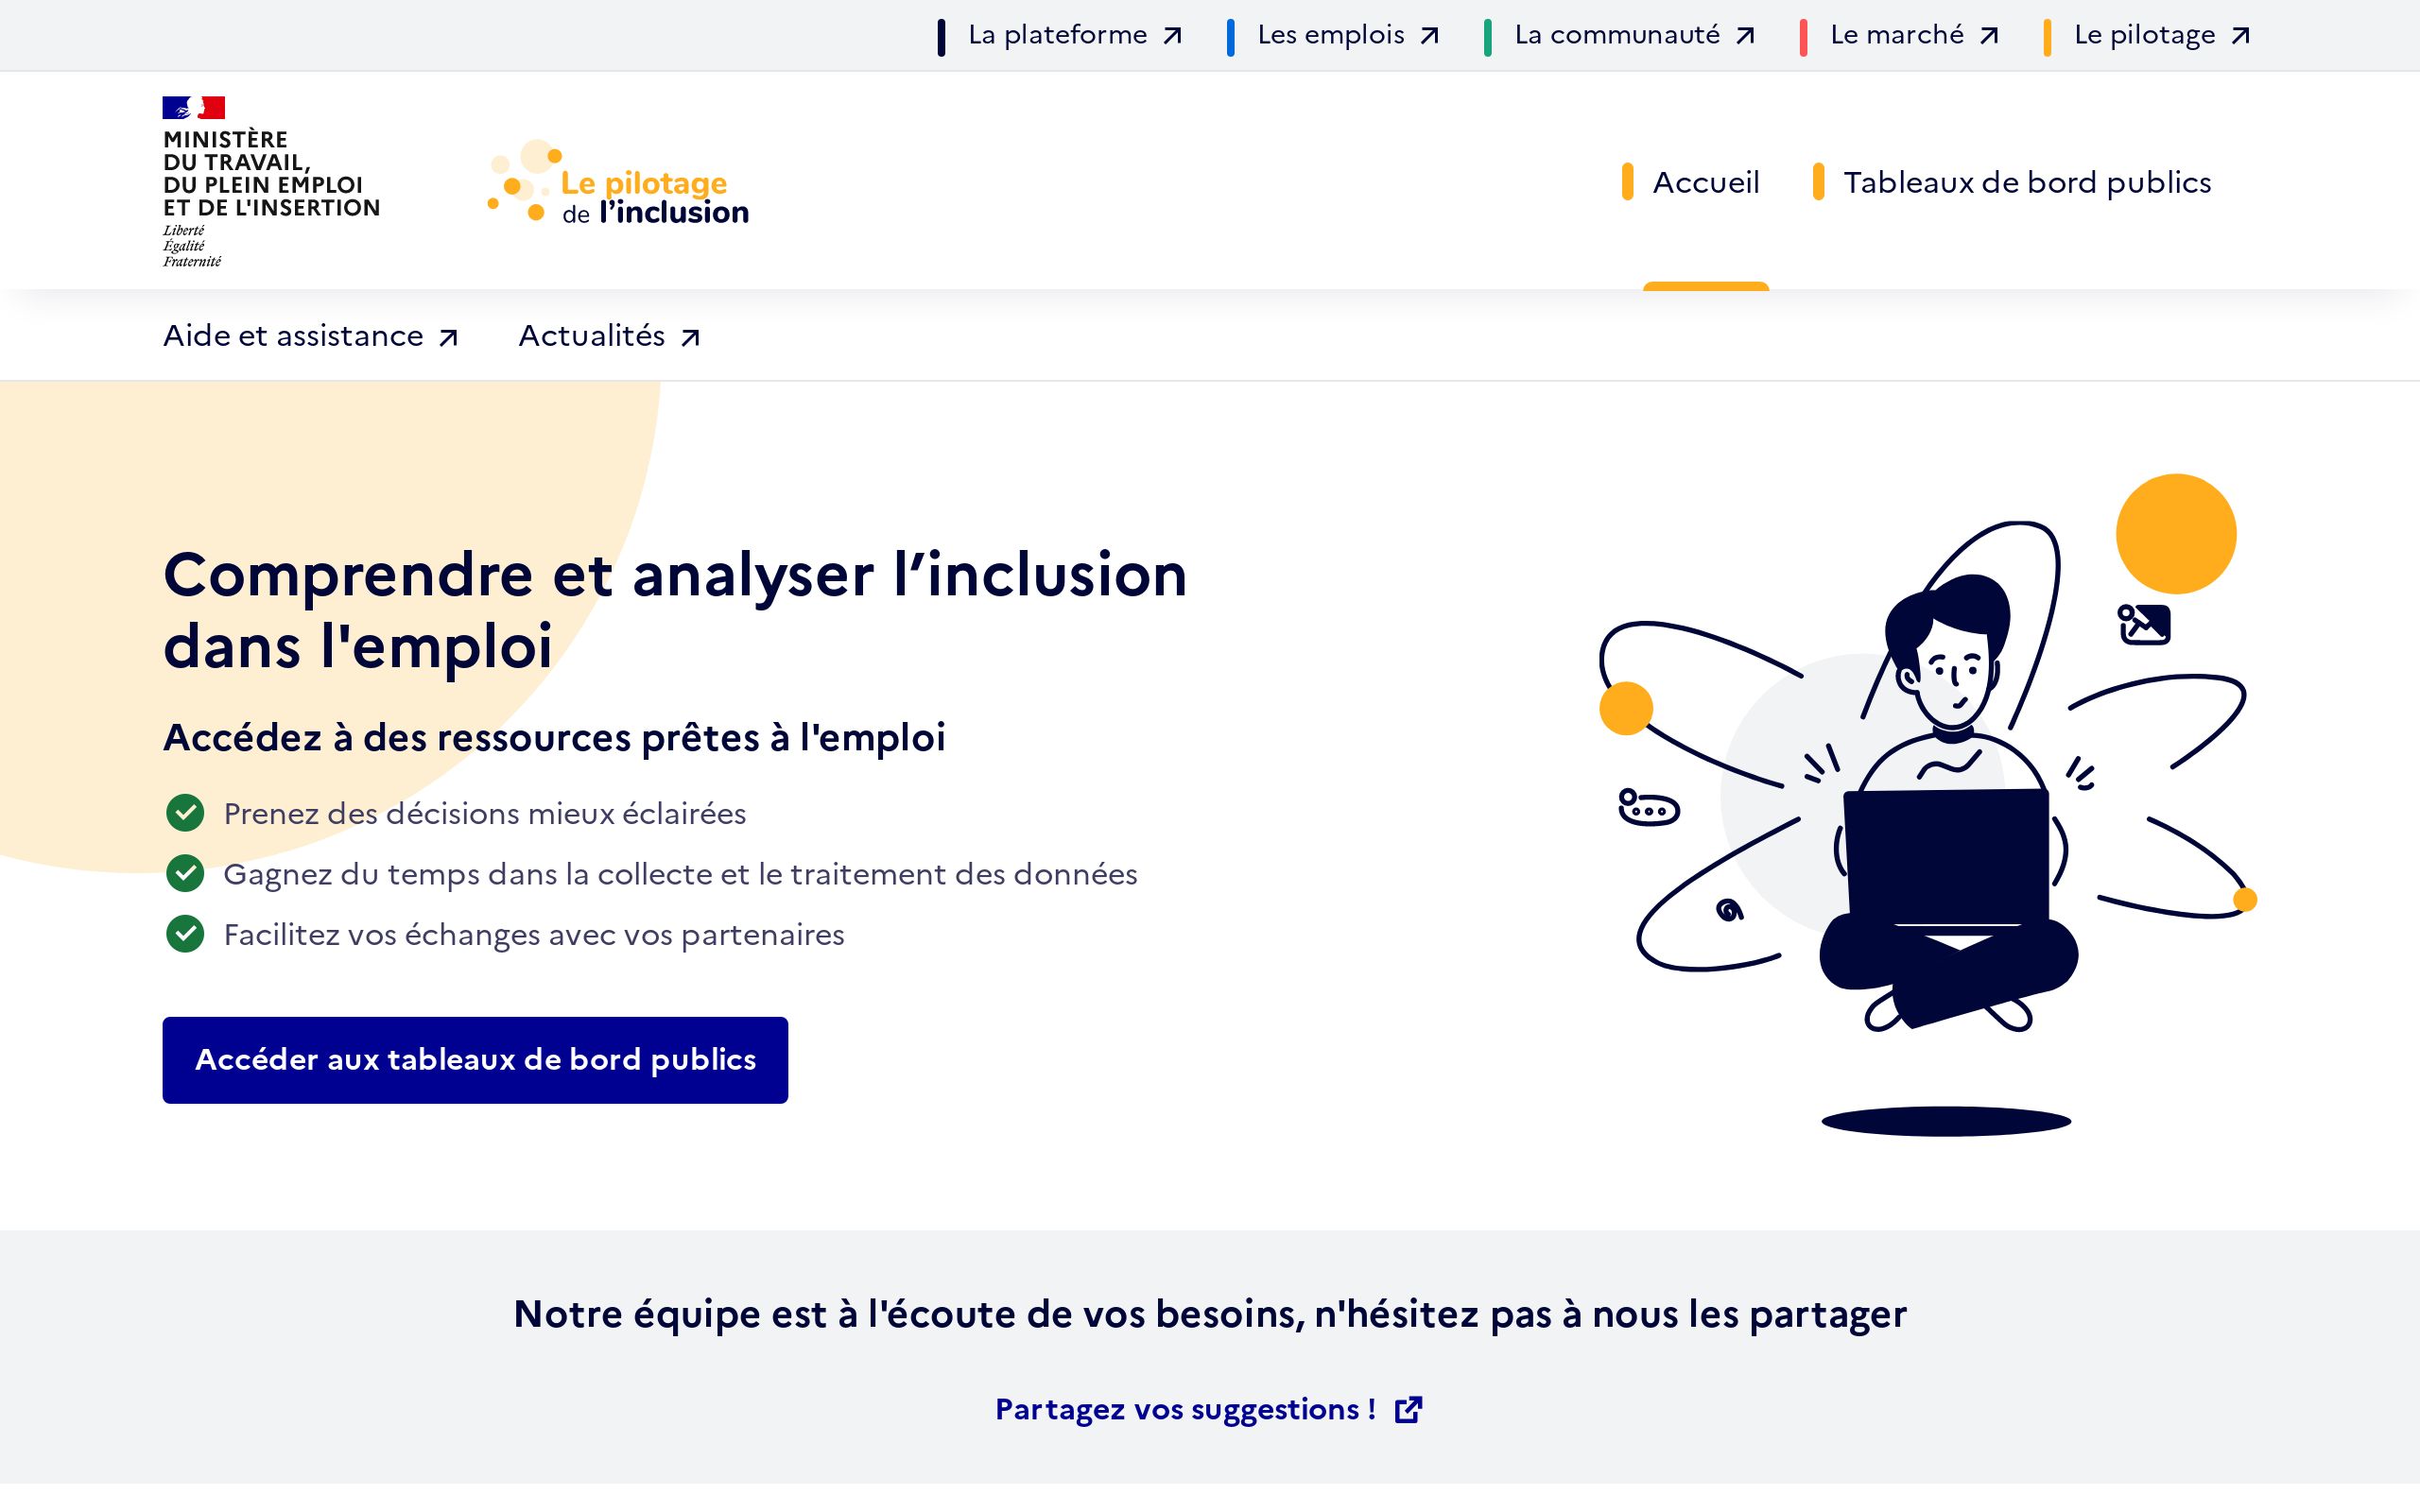 La plateforme
Les emplois
La communauté
Le marché
Le pilotage
MINISTÈRE
DU TRAVAIL,
DU PLEIN EMPLOI
ET DE L'INSERTION
Liberté
Égalité
Fraternité
Le pilotage
de l’inclusion
Accueil
Tableaux de bord publics
Aide et assistance
Actualités
Comprendre et analyser l’inclusion
dans l'emploi
Accédez à des ressources prêtes à l'emploi
Prenez des décisions mieux éclairées
Gagnez du temps dans la collecte et le traitement des données
Facilitez vos échanges avec vos partenaires
Accéder aux tableaux de bord publics
Notre équipe est à l'écoute de vos besoins, n'hésitez pas à nous les partager
Partagez vos suggestions !